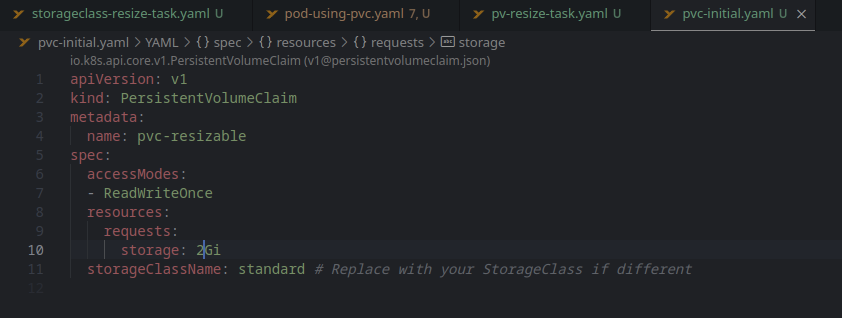 storageclass-resize-task.yaml U pod-using-pvc.yaml 7, U pv-resize-task.yaml U pvc-initial.yaml U
pvc-initial.yaml > YAML > {} spec > {} resources > {} requests > abc storage
io.k8s.api.core.v1.PersistentVolumeClaim (v1@persistentvolumeclaim.json)
1 apiVersion: v1
2 kind: PersistentVolumeClaim
3 metadata:
4 name: pvc-resizable
5 spec:
6 accessModes:
7 - ReadWriteOnce
8 resources:
9 requests:
10 storage: 2Gi
11 storageClassName: standard # Replace with your StorageClass if different
12